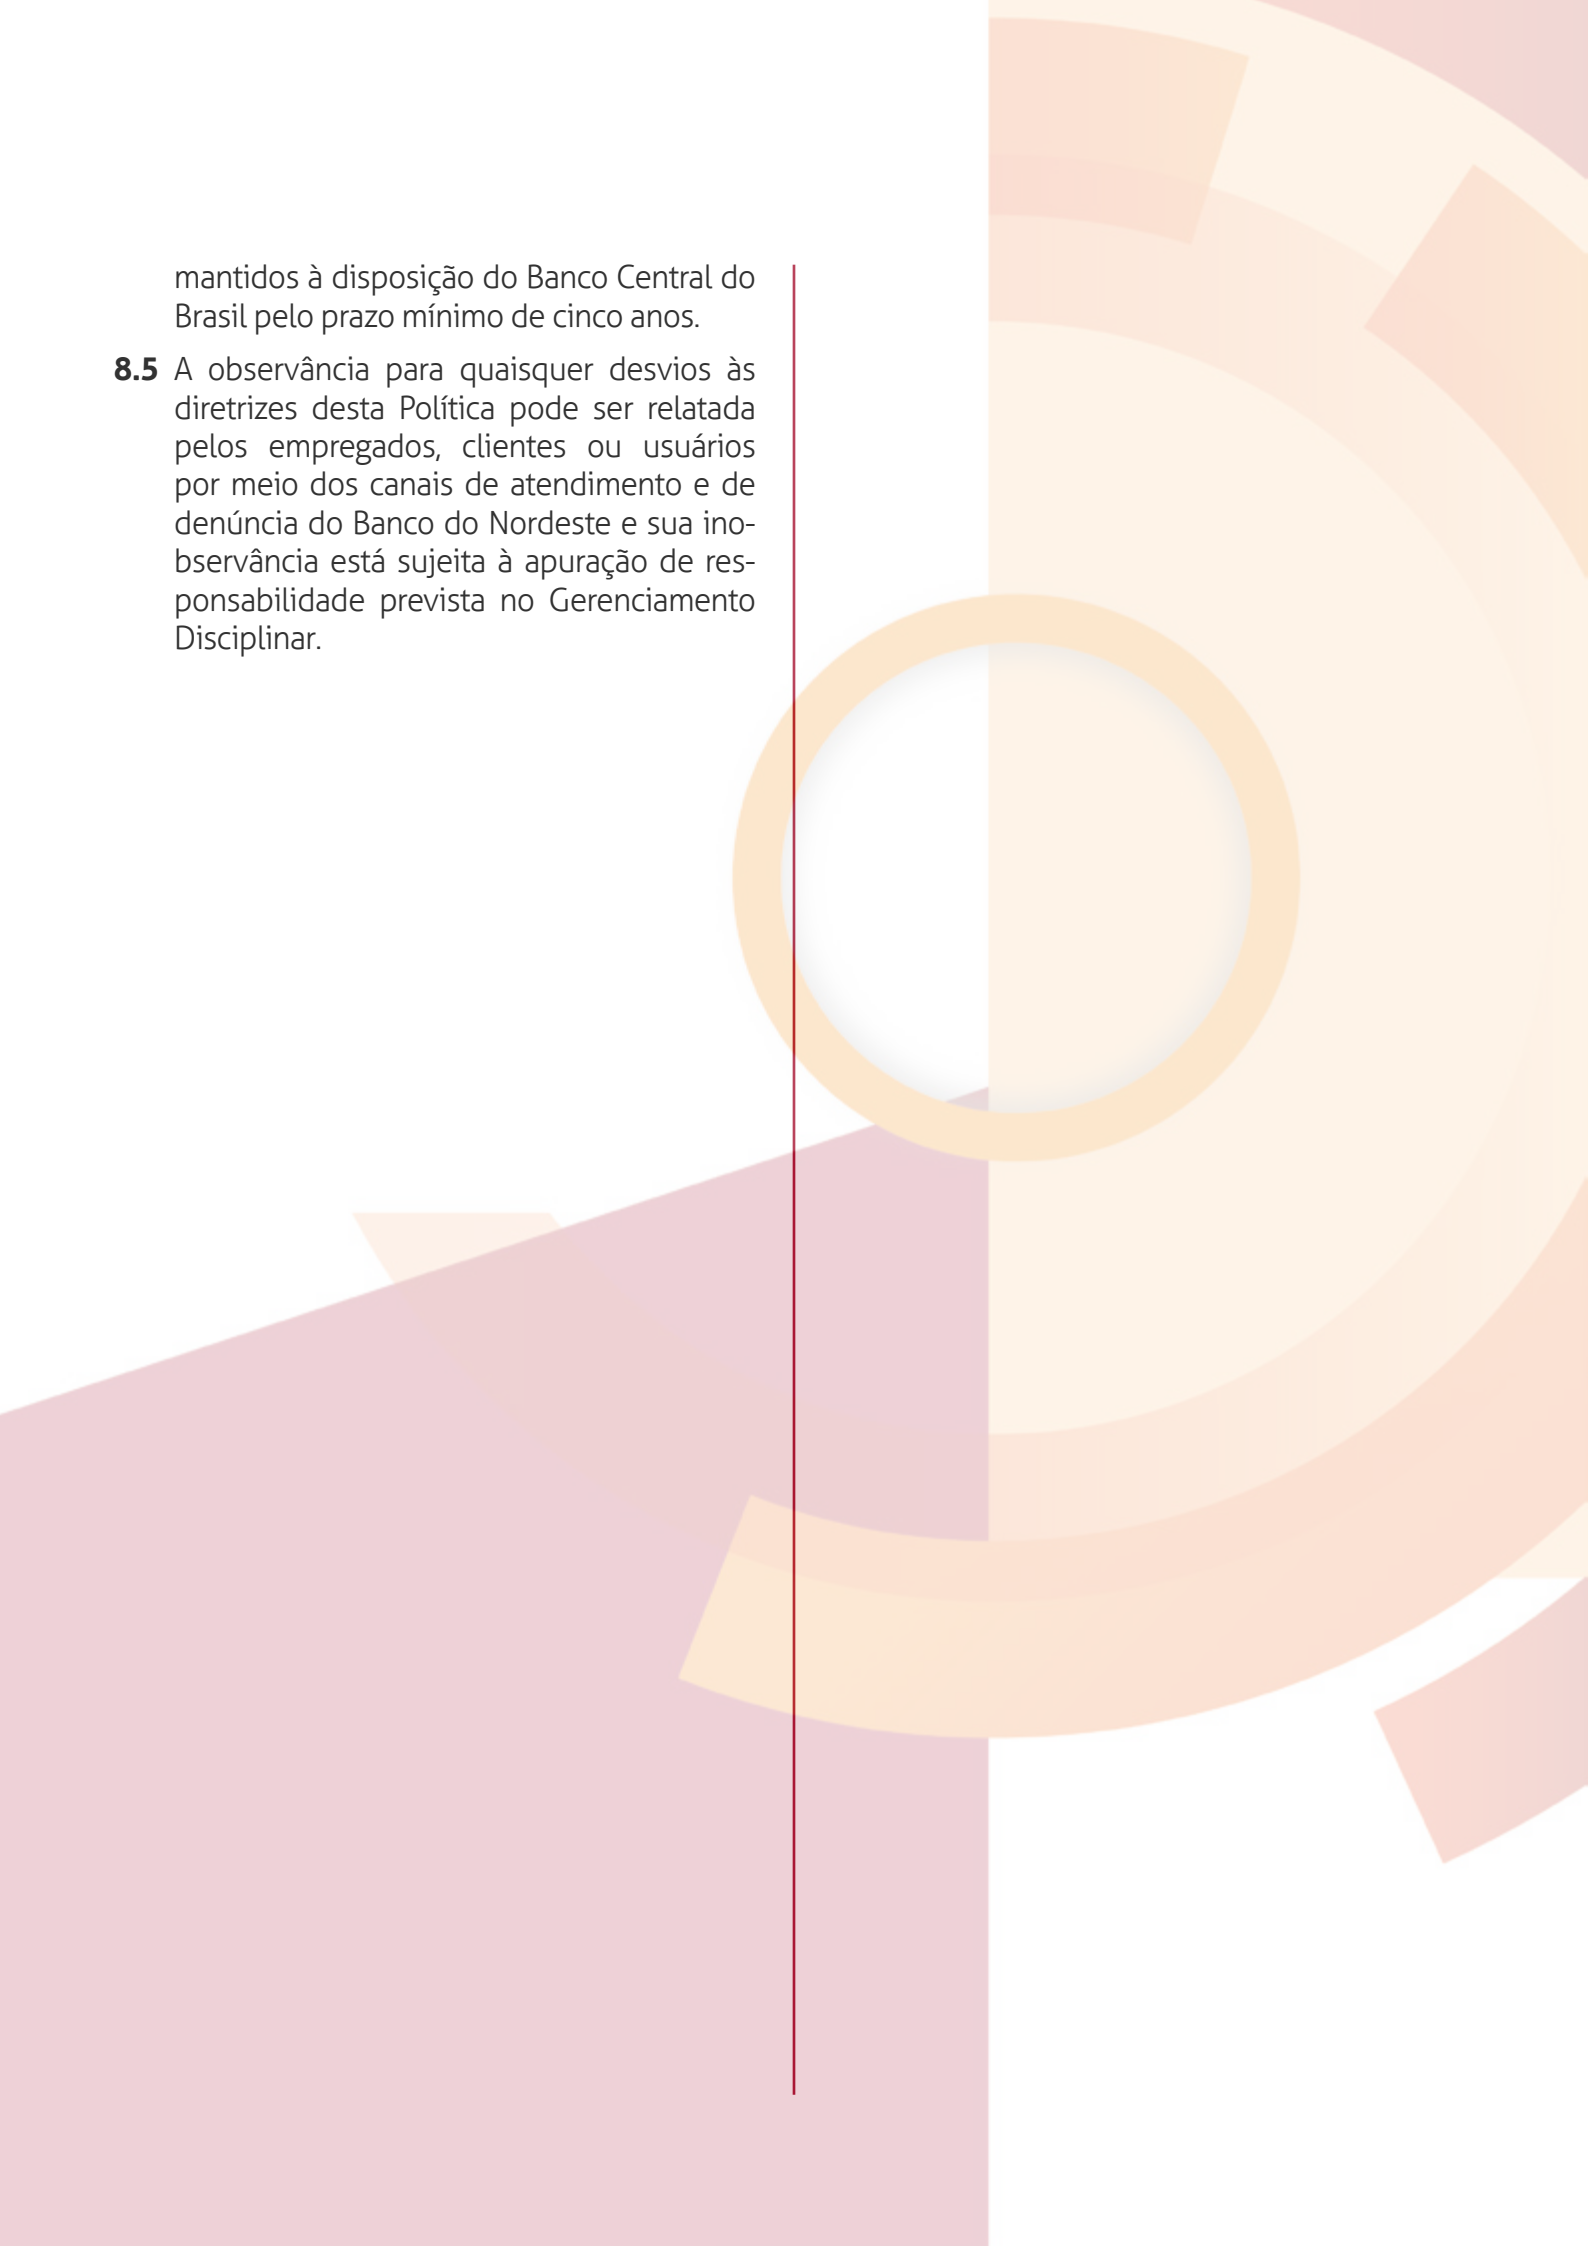 mantidos à disposição do Banco Central do
Brasil pelo prazo mínimo de cinco anos.
8.5 A observância para quaisquer desvios às
diretrizes desta Política pode ser relatada
pelos empregados, clientes ou usuários
por meio dos canais de atendimento e de
denúncia do Banco do Nordeste e sua ino-
bservância está sujeita à apuração de res-
ponsabilidade prevista no Gerenciamento
Disciplinar.